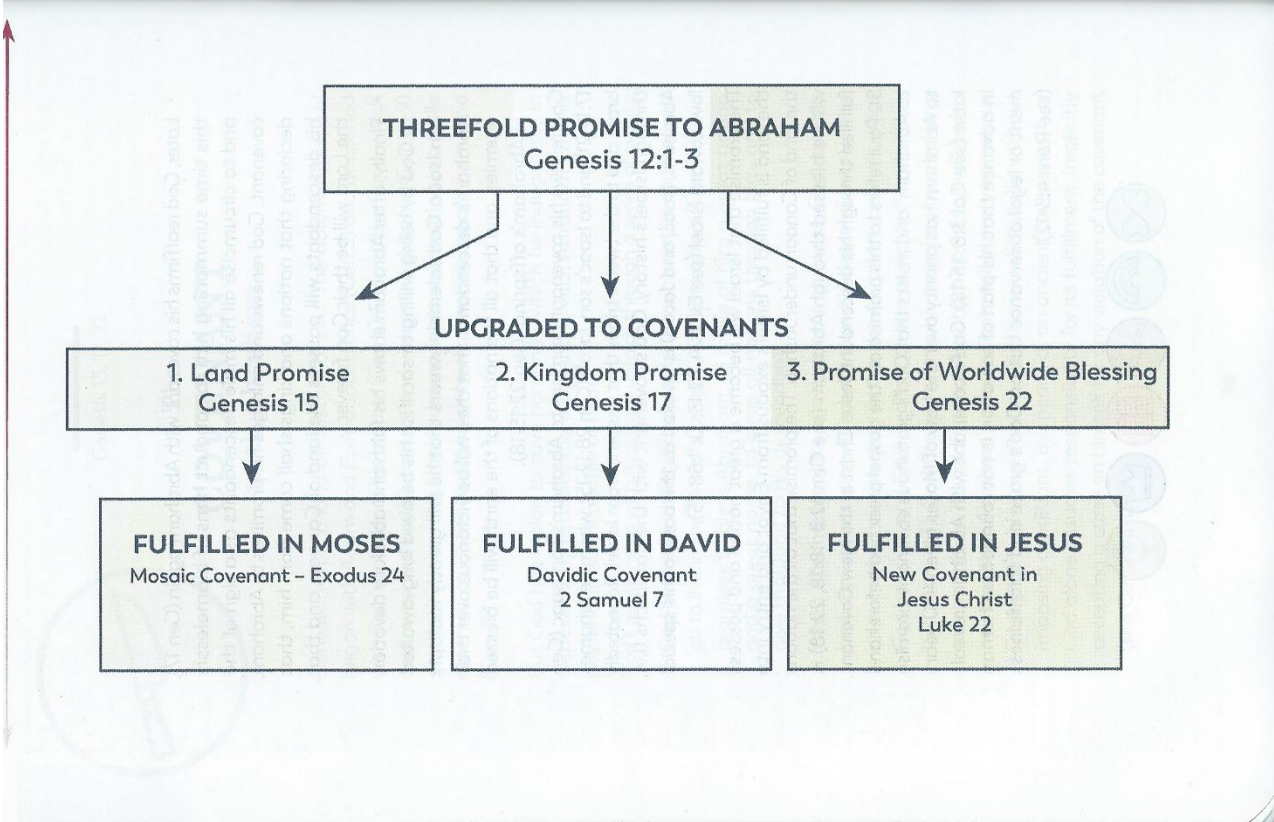 THREEFOLD PROMISE TO ABRAHAM
Genesis 12:1-3
UPGRADED TO COVENANTS
1. Land Promise
Genesis 15
2. Kingdom Promise
Genesis 17
3. Promise of Worldwide Blessing
Genesis 22
FULFILLED IN MOSES
Mosaic Covenant – Exodus 24
FULFILLED IN DAVID
Davidic Covenant
2 Samuel 7
FULFILLED IN JESUS
New Covenant in
Jesus Christ
Luke 22